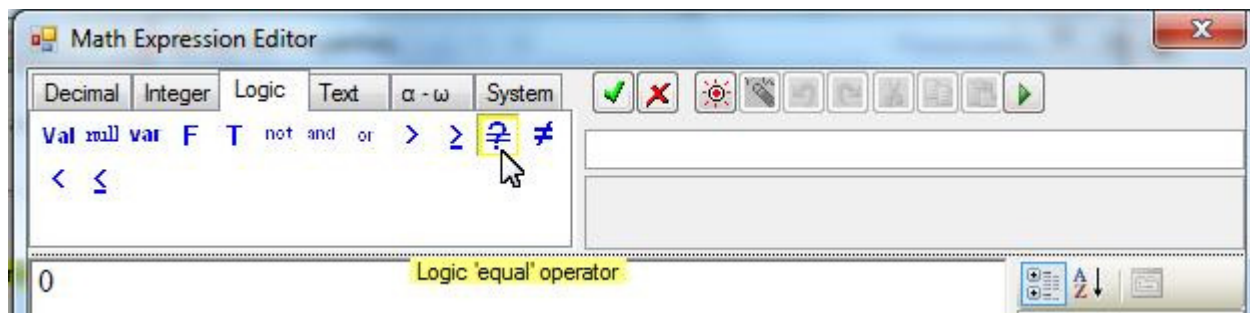 Math Expression Editor
Decimal Integer Logic Text α - ω System
Val null var F T not and or > ≥ ≟ ≠
< ≤
Logic 'equal' operator
0
A
Z